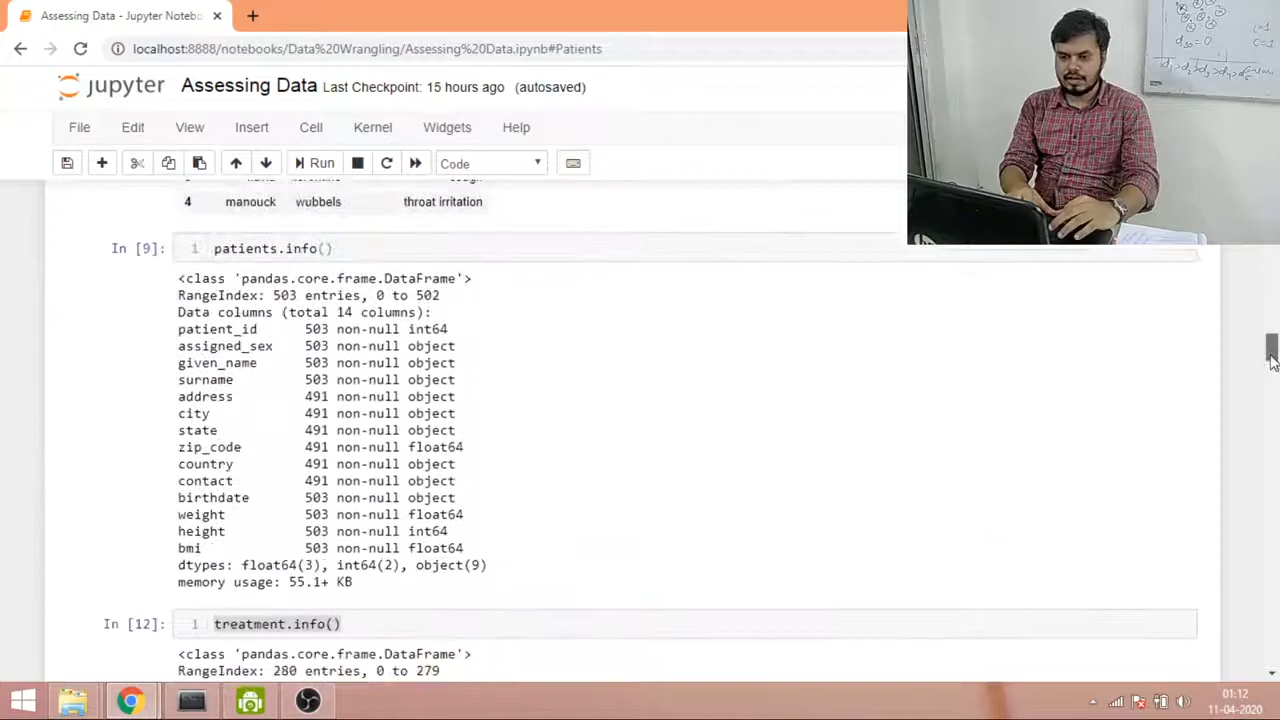 Assessing Data - Jupyter Notebo
localhost:8888/notebooks/Data%20Wrangling/Assessing%20Data.ipynb#Patients
jupyter Assessing Data Last Checkpoint: 15 hours ago (autosaved)
File Edit View Insert Cell Kernel Widgets Help
Run Code
4 manouck wubbels throat irritation
In [9]: 1 patients.info()
<class 'pandas.core.frame.DataFrame'>
RangeIndex: 503 entries, 0 to 502
Data columns (total 14 columns):
patient_id 503 non-null int64
assigned_sex 503 non-null object
given_name 503 non-null object
surname 503 non-null object
address 491 non-null object
city 491 non-null object
state 491 non-null object
zip_code 491 non-null float64
country 491 non-null object
contact 491 non-null object
birthdate 503 non-null object
weight 503 non-null float64
height 503 non-null int64
bmi 503 non-null float64
dtypes: float64(3), int64(2), object(9)
memory usage: 55.1+ KB
In [12]: 1 treatment.info()
<class 'pandas.core.frame.DataFrame'>
RangeIndex: 280 entries, 0 to 279
01:12
11-04-2020